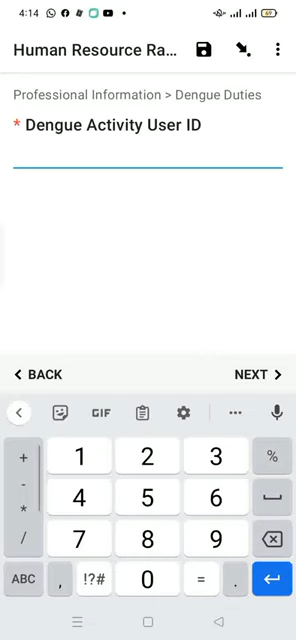 4:14
69
Human Resource Ra...
Professional Information > Dengue Duties
* Dengue Activity User ID
BACK
NEXT
GIF
+ 1 2 3 %
- 4 5 6
* 7 8 9
/
ABC , !?# 0 = .